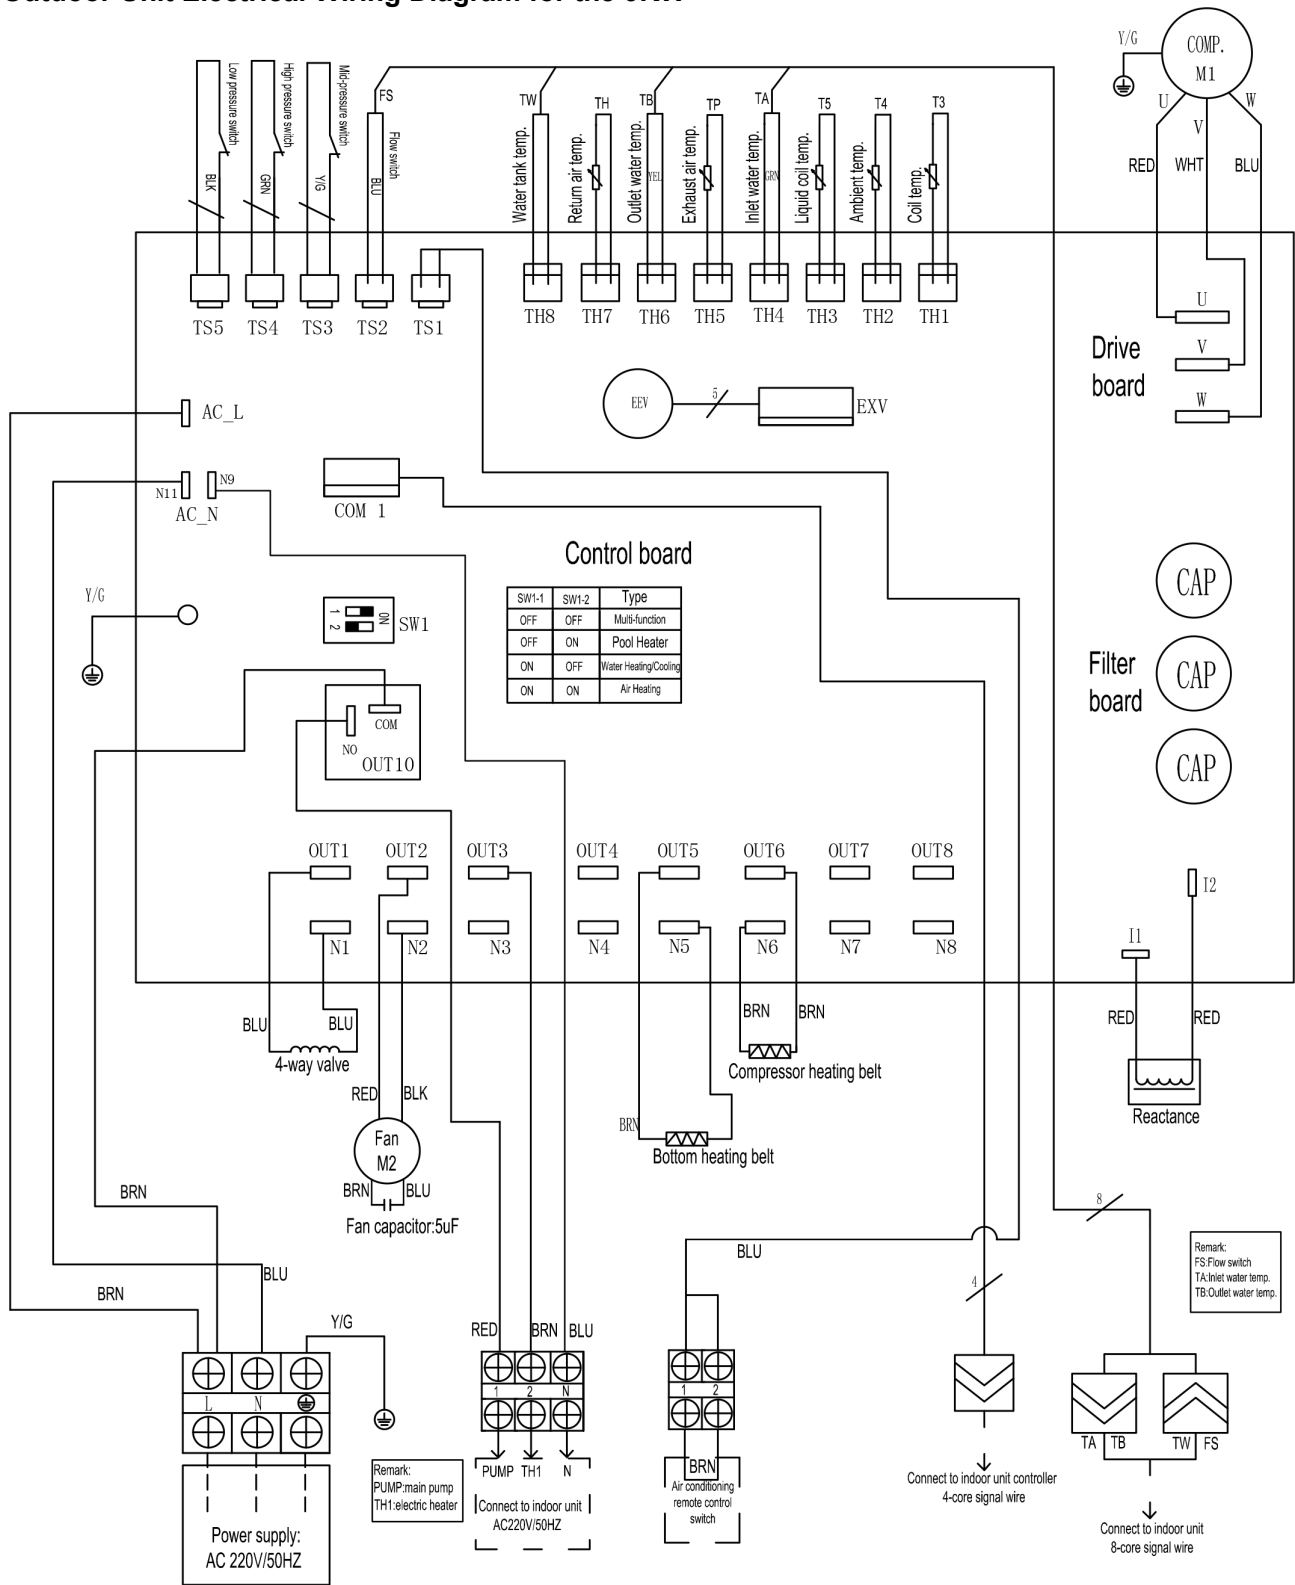 Y/G
COMP.
M1
U
V
W
RED
WHT
BLU
Low pressure switch
High pressure switch
Mid-pressure switch
FS
Flow switch
BLK
GRN
Y/G
BLU
TW
TH
TB
TP
TA
T5
T4
T3
Water tank temp.
Return air temp.
Outlet water temp.
YEL
Exhaust air temp.
Inlet water temp.
GRN
Liquid coil temp.
Ambient temp.
Coil temp.
TS5
TS4
TS3
TS2
TS1
TH8
TH7
TH6
TH5
TH4
TH3
TH2
TH1
Drive
board
U
V
W
EEV
5
EXV
AC_L
N11
N9
AC_N
COM 1
Control board
SW1-1 SW1-2 Type
OFF OFF Multi-function
OFF ON Pool Heater
ON OFF Water Heating/Cooling
ON ON Air Heating
Y/G
1
2
ON
SW1
CAP
CAP
CAP
Filter
board
COM
NO
OUT10
OUT1
OUT2
OUT3
OUT4
OUT5
OUT6
OUT7
OUT8
N1
N2
N3
N4
N5
N6
N7
N8
I2
I1
RED
RED
Reactance
BLU
BLU
4-way valve
RED
BLK
Fan
M2
BRN
BLU
Fan capacitor:5uF
BRN
BRN
Compressor heating belt
BRN
Bottom heating belt
BRN
BLU
BRN
Y/G
L
N
Power supply:
AC 220V/50HZ
RED
BRN
BLU
1
2
N
PUMP
TH1
N
Connect to indoor unit
AC220V/50HZ
Remark:
PUMP:main pump
TH1:electric heater
BLU
1
2
BRN
Air conditioning
remote control
switch
4
Connect to indoor unit controller
4-core signal wire
8
Remark:
FS:Flow switch
TA:Inlet water temp.
TB:Outlet water temp.
TA
TB
TW
FS
Connect to indoor unit
8-core signal wire